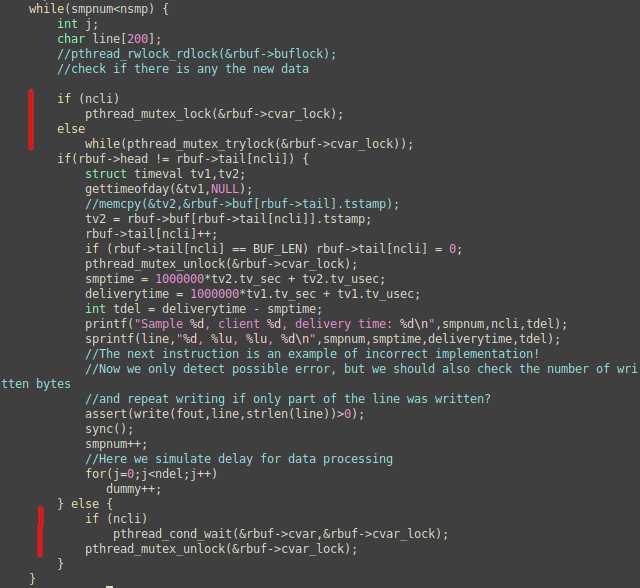 while(smpnum<nsmp) {
int j;
char line[200];
//pthread_rwlock_rdlock(&rbuf->buflock);
//check if there is any the new data
if (ncli)
pthread_mutex_lock(&rbuf->cvar_lock);
else
while(pthread_mutex_trylock(&rbuf->cvar_lock));
if(rbuf->head != rbuf->tail[ncli]) {
struct timeval tv1,tv2;
gettimeofday(&tv1,NULL);
//memcpy(&tv2,&rbuf->buf[rbuf->tail].tstamp);
tv2 = rbuf->buf[rbuf->tail[ncli]].tstamp;
rbuf->tail[ncli]++;
if (rbuf->tail[ncli] == BUF_LEN) rbuf->tail[ncli] = 0;
pthread_mutex_unlock(&rbuf->cvar_lock);
smptime = 1000000*tv2.tv_sec + tv2.tv_usec;
deliverytime = 1000000*tv1.tv_sec + tv1.tv_usec;
int tdel = deliverytime - smptime;
printf("Sample %d, client %d, delivery time: %d\n",smpnum,ncli,tdel);
sprintf(line,"%d, %lu, %lu, %d\n",smpnum,smptime,deliverytime,tdel);
//The next instruction is an example of incorrect implementation!
//Now we only detect possible error, but we should also check the number of wri
tten bytes
//and repeat writing if only part of the line was written?
assert(write(fout,line,strlen(line))>0);
sync();
smpnum++;
//Here we simulate delay for data processing
for(j=0;j<ndel;j++)
dummy++;
} else {
if (ncli)
pthread_cond_wait(&rbuf->cvar,&rbuf->cvar_lock);
pthread_mutex_unlock(&rbuf->cvar_lock);
}
}